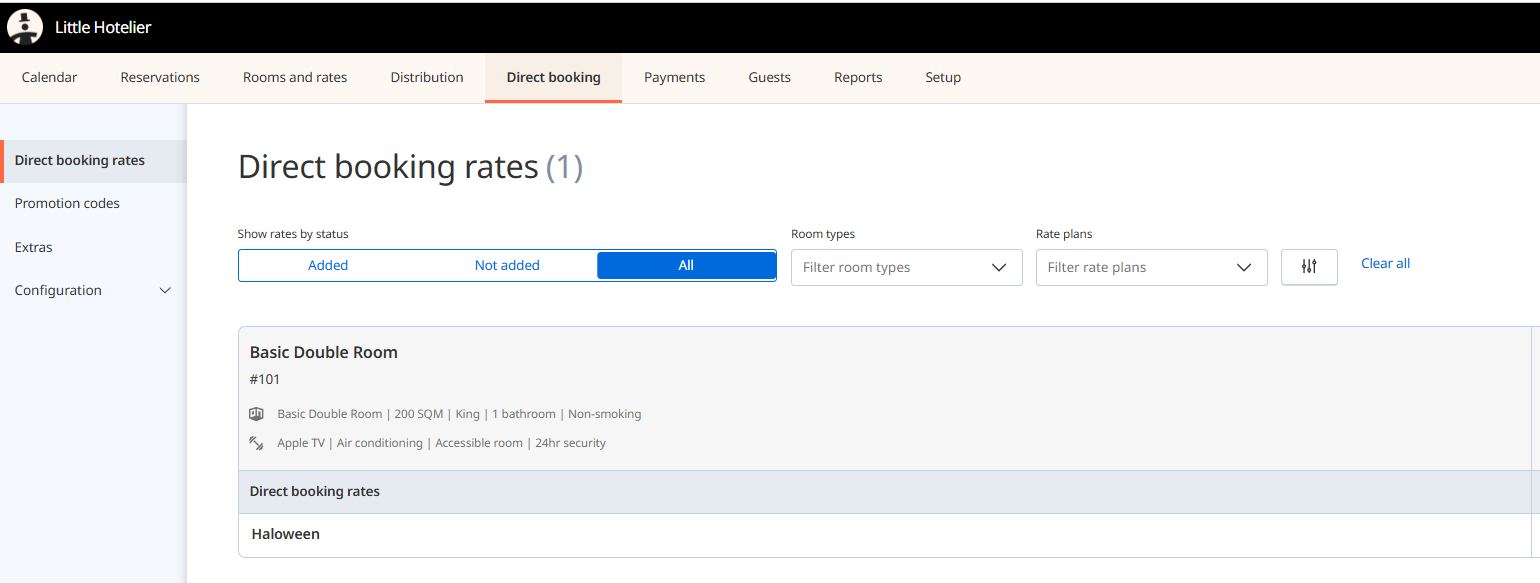 Little Hotelier
Calendar Reservations Rooms and rates Distribution Direct booking Payments Guests Reports Setup
Direct booking rates
Promotion codes
Extras
Configuration
Direct booking rates (1)
Show rates by status Room types Rate plans
Added Not added All Filter room types Filter rate plans Clear all
Basic Double Room
#101
Basic Double Room | 200 SQM | King | 1 bathroom | Non-smoking
Apple TV | Air conditioning | Accessible room | 24hr security
Direct booking rates
Haloween